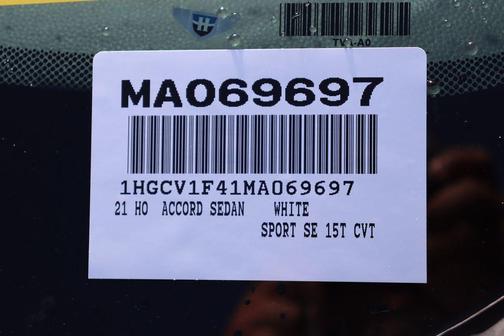 MA069697
1HGCV1F41MA069697
21 HO ACCORD SEDAN WHITE
SPORT SE 15T CVT